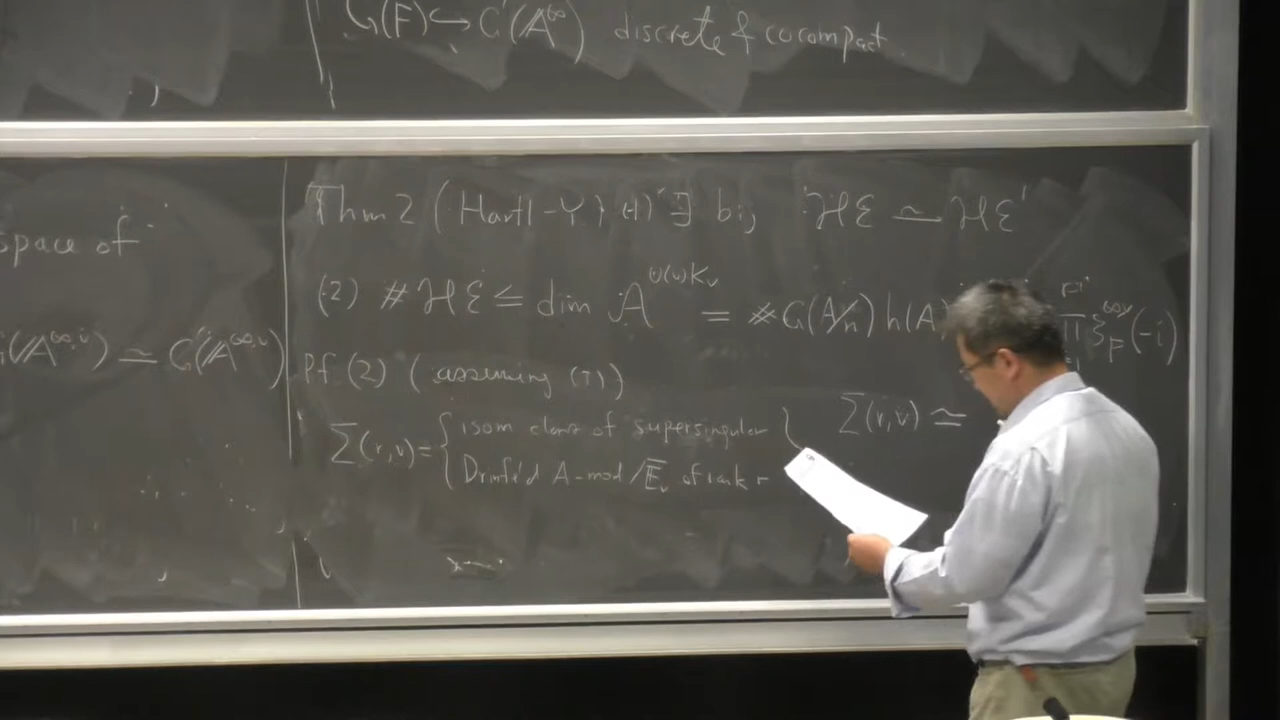 G(F) ↪ G'(𝔸^∞) discrete & cocompact
space of
(𝔸^{∞,v}) ≃ G'(𝔸^{∞,v})
Thm 2 (Hartl-Y) (1) ∃ bij ℋℰ ≃ ℋℰ'
(2) #ℋℰ ≤ dim 𝒜^{U(v)K_v} = #G(A/n) h(A)
(-i)
Pf (2) (assuming (1))
Σ(r,v) = { isom class of supersingular
Drinfeld A-mod / 𝔽̄_v of rank r }
Σ(r,v) ≃